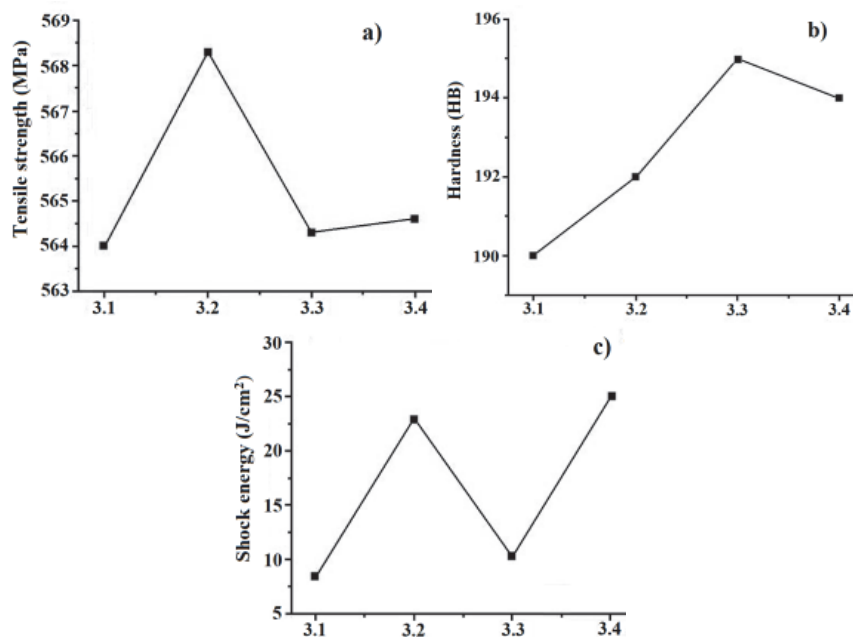 a)
Tensile strength (MPa)
569
568
567
566
565
564
563
3.1 3.2 3.3 3.4
b)
Hardness (HB)
196
194
192
190
3.1 3.2 3.3 3.4
c)
Shock energy (J/cm²)
30
25
20
15
10
5
3.1 3.2 3.3 3.4